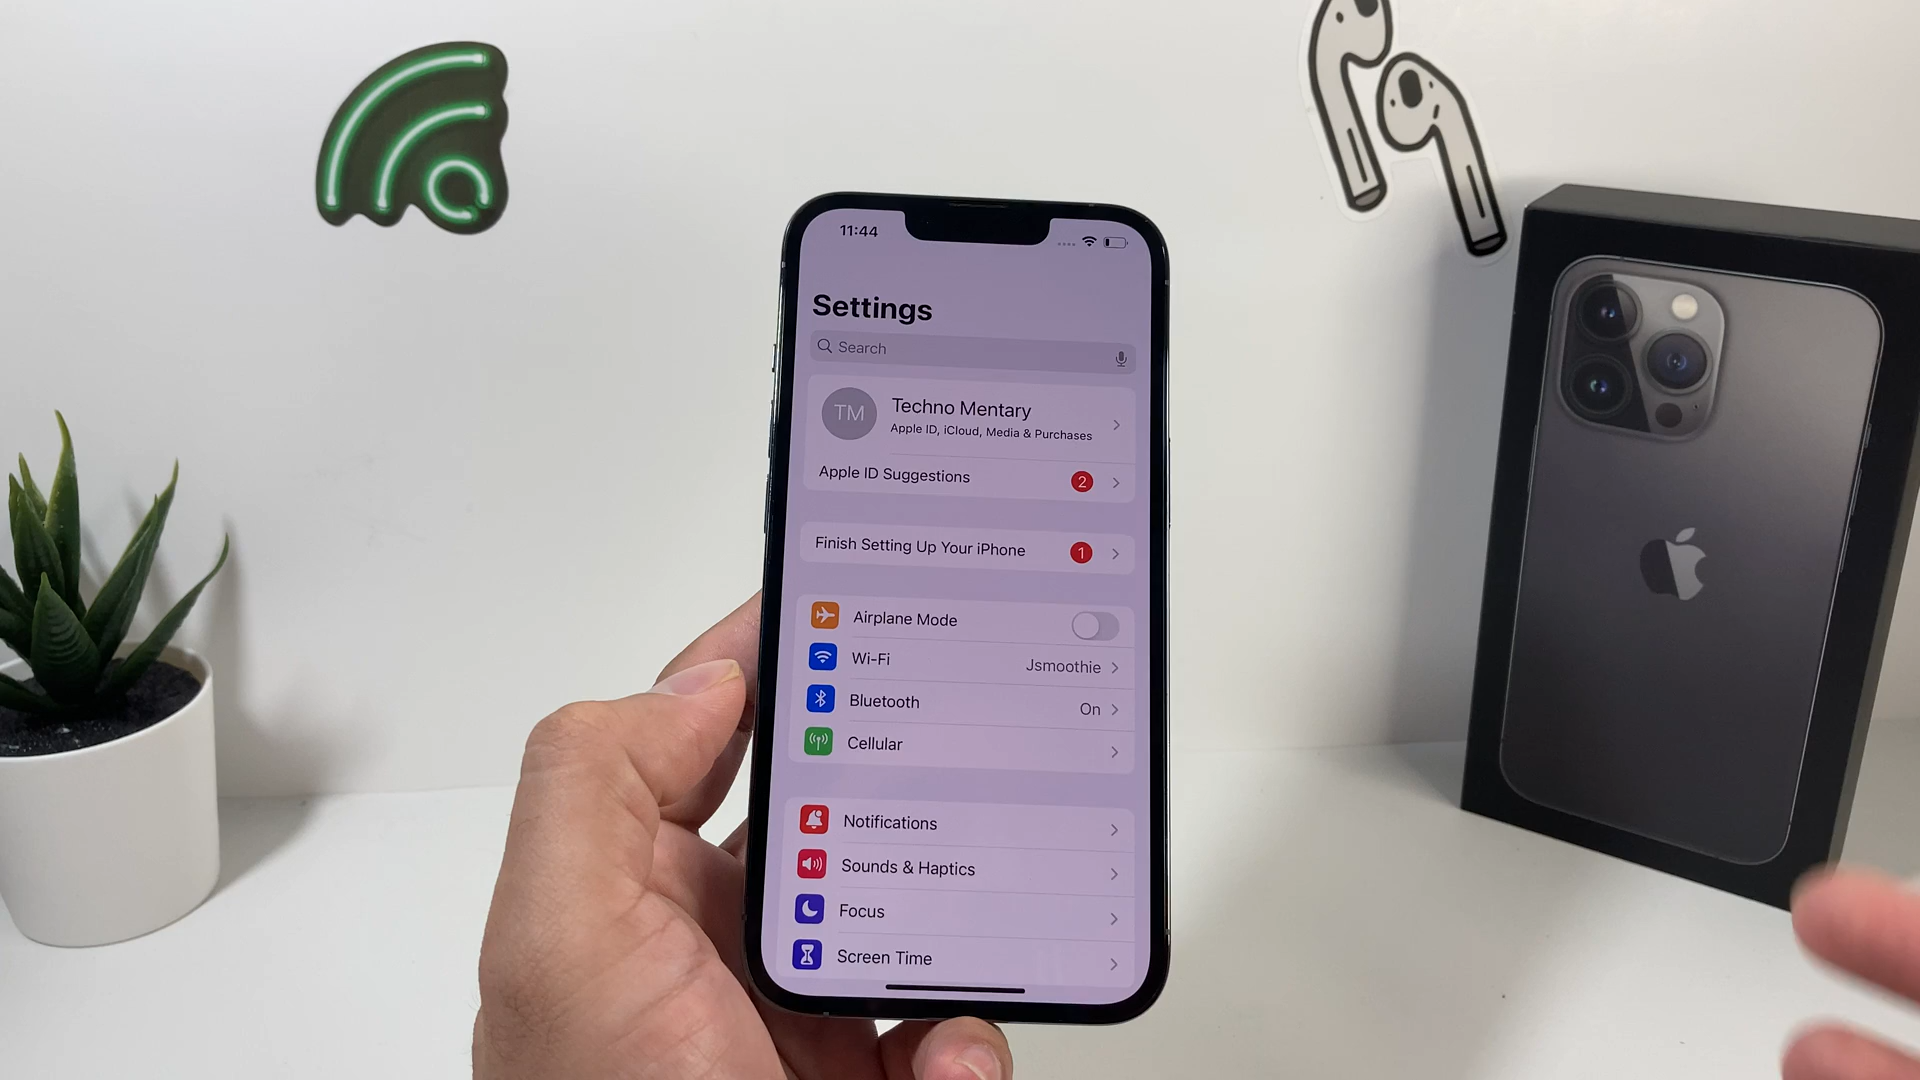 11:44
Settings
Search
TM
Techno Mentary
Apple ID, iCloud, Media & Purchases
Apple ID Suggestions 2
Finish Setting Up Your iPhone 1
Airplane Mode
Wi-Fi Jsmoothie
Bluetooth On
Cellular
Notifications
Sounds & Haptics
Focus
Screen Time